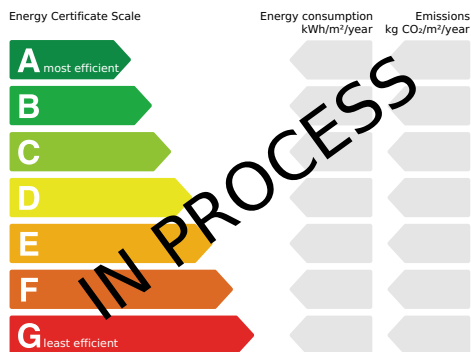 Energy Certificate Scale
Energy consumption
kWh/m²/year
Emissions
kg CO₂/m²/year
A most efficient
B
C
D
E
F
G least efficient
IN PROCESS